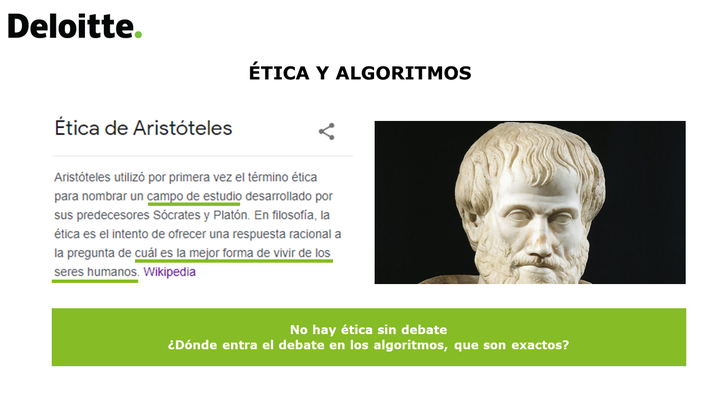 Deloitte.
ÉTICA Y ALGORITMOS
Ética de Aristóteles
Aristóteles utilizó por primera vez el término ética
para nombrar un campo de estudio desarrollado por
sus predecesores Sócrates y Platón. En filosofía, la
ética es el intento de ofrecer una respuesta racional a
la pregunta de cuál es la mejor forma de vivir de los
seres humanos. Wikipedia
No hay ética sin debate
¿Dónde entra el debate en los algoritmos, que son exactos?